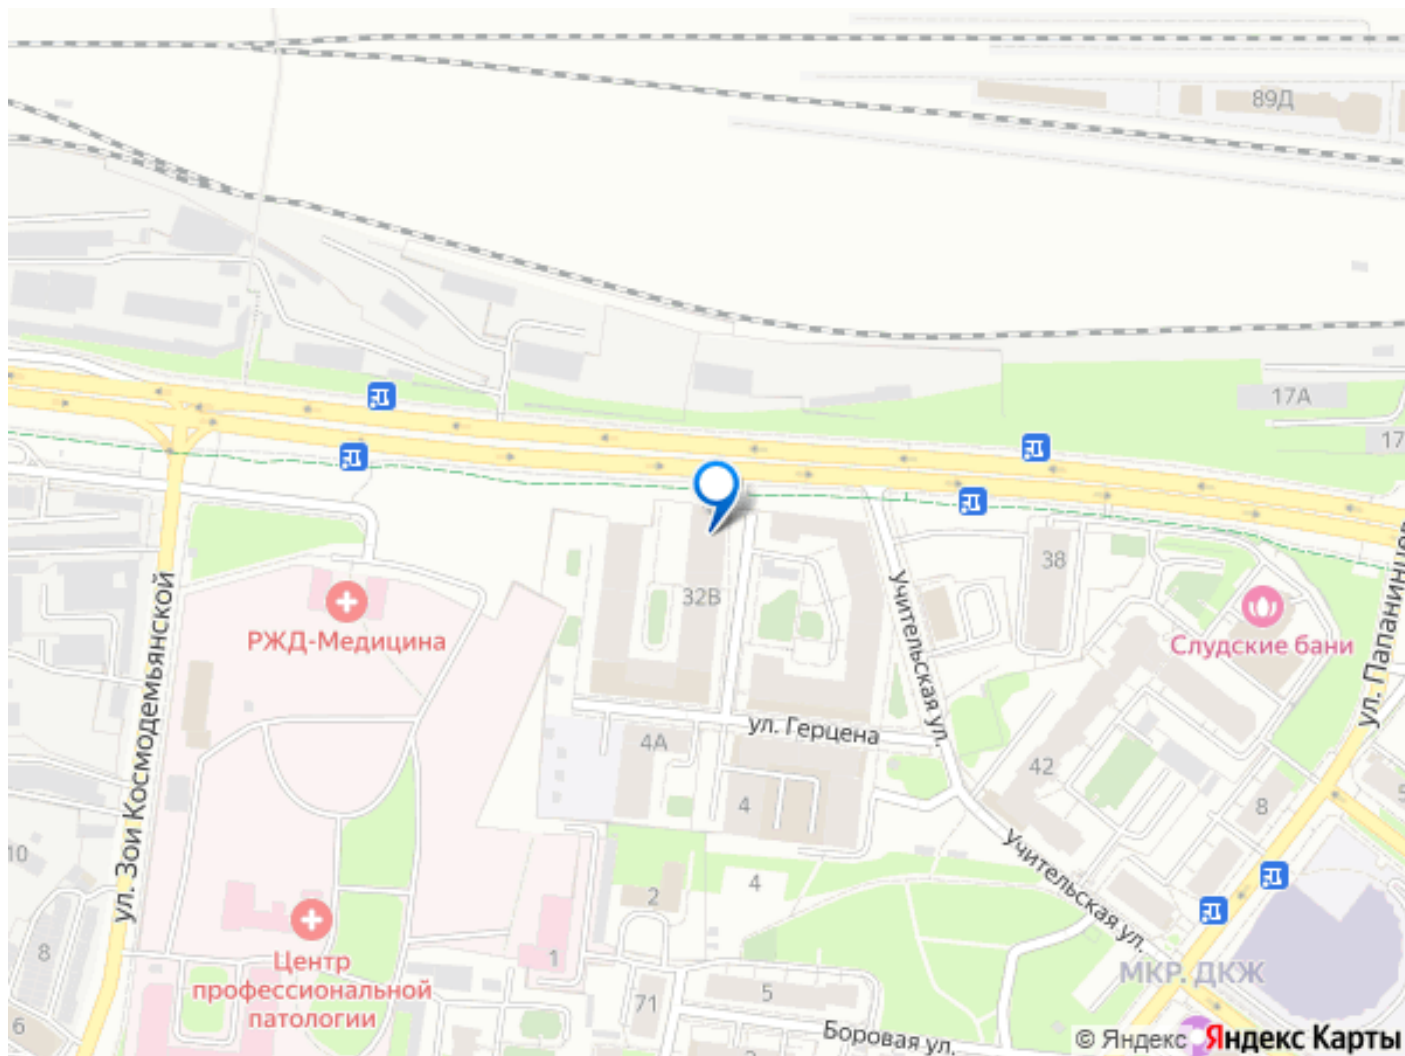 89Д
17А
17
38
32В
РЖД-Медицина
Слудские бани
ул. Папанинцев
Учительская ул.
ул. Зои Космодемьянской
ул. Герцена
4А
42
4
8
5
10
Учительская ул.
4
2
8
1
Центр
профессиональной
патологии
МКР. ДКЖ
71
5
6
Боровая ул.
© Яндекс Яндекс Карты